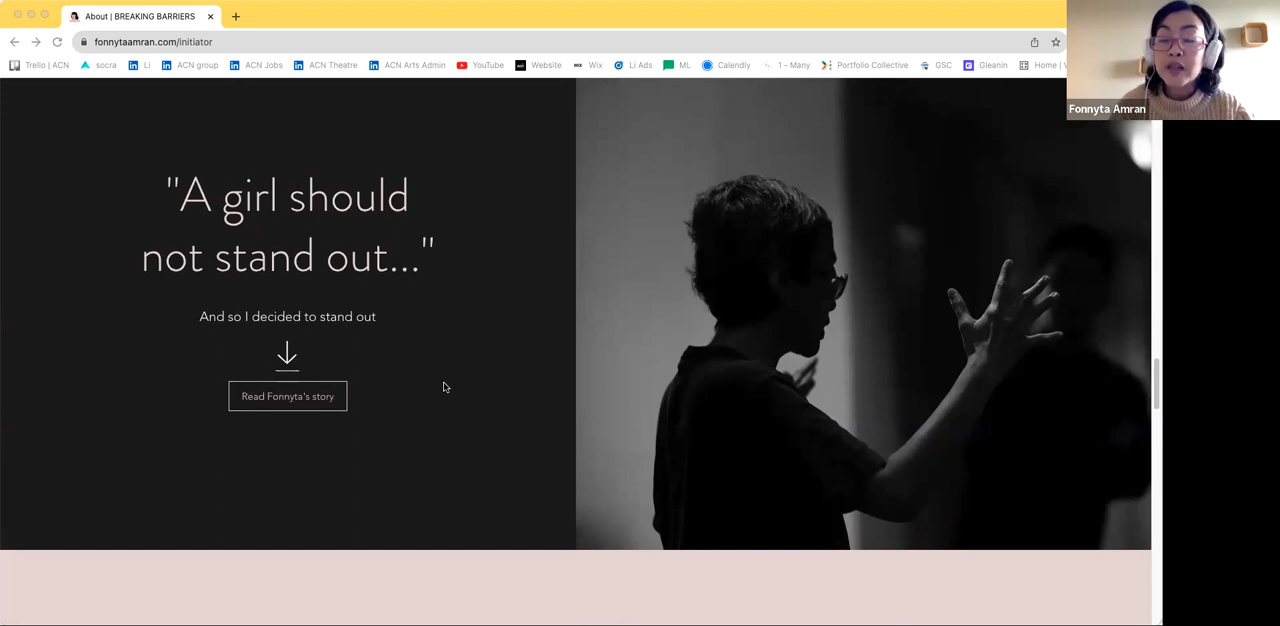 About | BREAKING BARRIERS
fonnytaamran.com/initiator
Trello | ACN
socra
Li
ACN group
ACN Jobs
ACN Theatre
ACN Arts Admin
YouTube
Website
WIX
Wix
Li Ads
ML
Calendly
1 – Many
Portfolio Collective
GSC
Gleanin
Home |
Fonnyta Amran
"A girl should
not stand out..."
And so I decided to stand out
Read Fonnyta's story